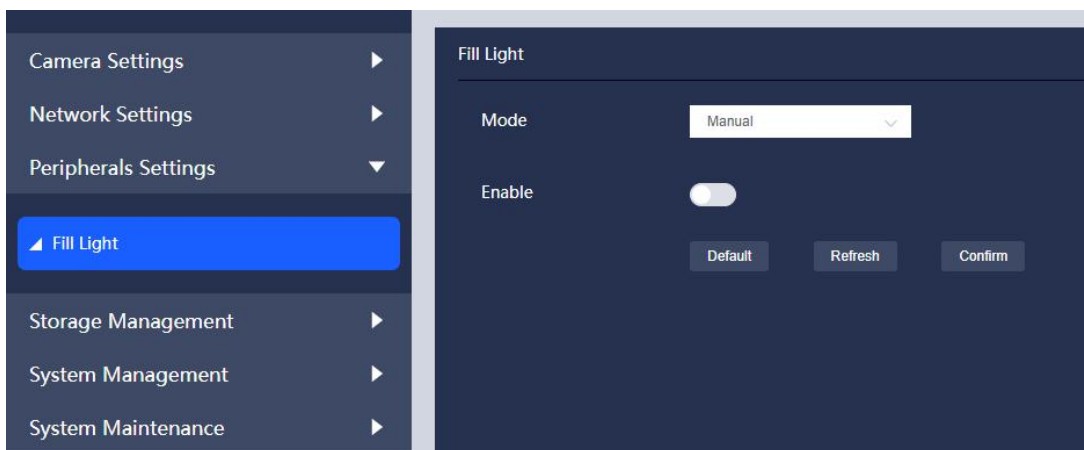 Camera Settings
Network Settings
Peripherals Settings
Fill Light
Storage Management
System Management
System Maintenance
Fill Light
Mode Manual
Enable
Default Refresh Confirm